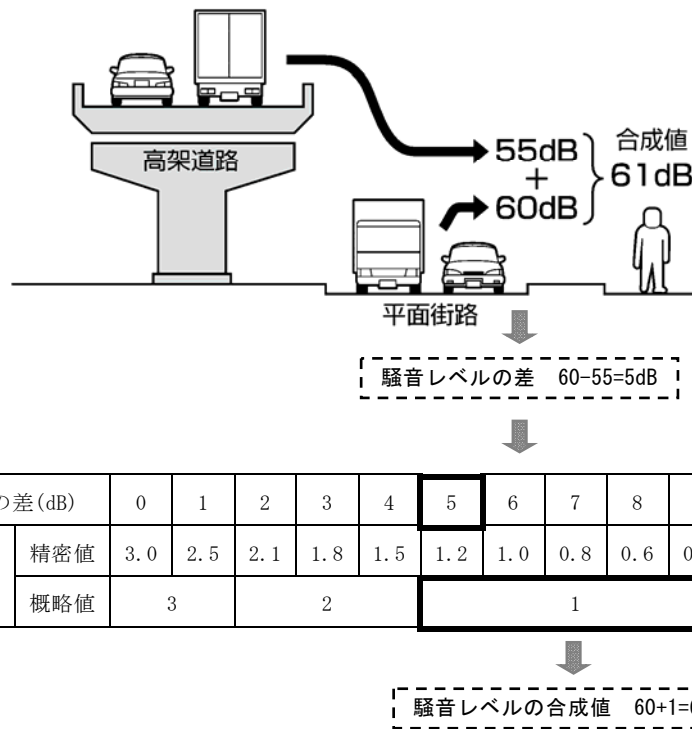 高架道路
55dB
+
60dB
合成値
61dB
平面街路
騒音レベルの差 60-55=5dB
の差(dB) 0 1 2 3 4 5 6 7 8
精密値 3.0 2.5 2.1 1.8 1.5 1.2 1.0 0.8 0.6 0
概略値 3 2 1
騒音レベルの合成値 60+1=